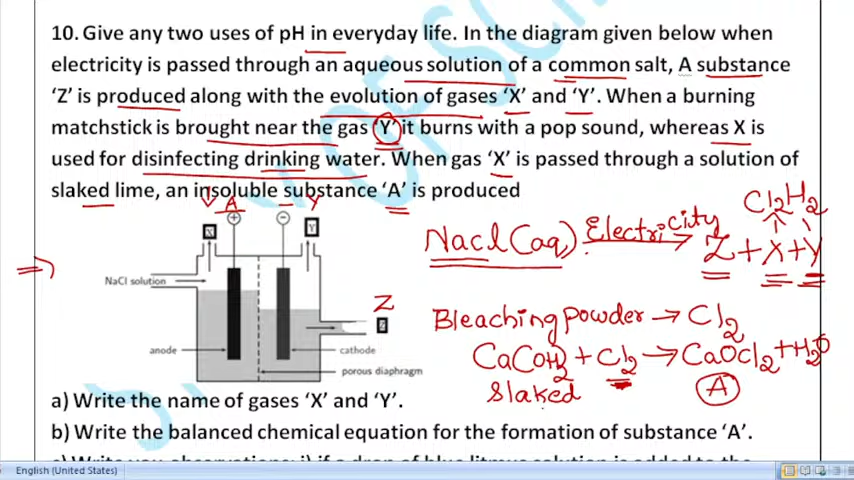 10. Give any two uses of pH in everyday life. In the diagram given below when
electricity is passed through an aqueous solution of a common salt, A substance
'Z' is produced along with the evolution of gases 'X' and 'Y'. When a burning
matchstick is brought near the gas 'Y' it burns with a pop sound, whereas X is
used for disinfecting drinking water. When gas 'X' is passed through a solution of
slaked lime, an insoluble substance 'A' is produced
A
Y
Cl2 H2
X
+
−
Y
NaCl(aq) Electricity → Z + X + Y
NaCl solution
Z
Z
Bleaching powder → Cl2
anode
cathode
CaCOH2 + Cl2 → CaOCl2 + H2O
porous diaphragm
Slaked
A
a) Write the name of gases 'X' and 'Y'.
b) Write the balanced chemical equation for the formation of substance 'A'.
English (United States)